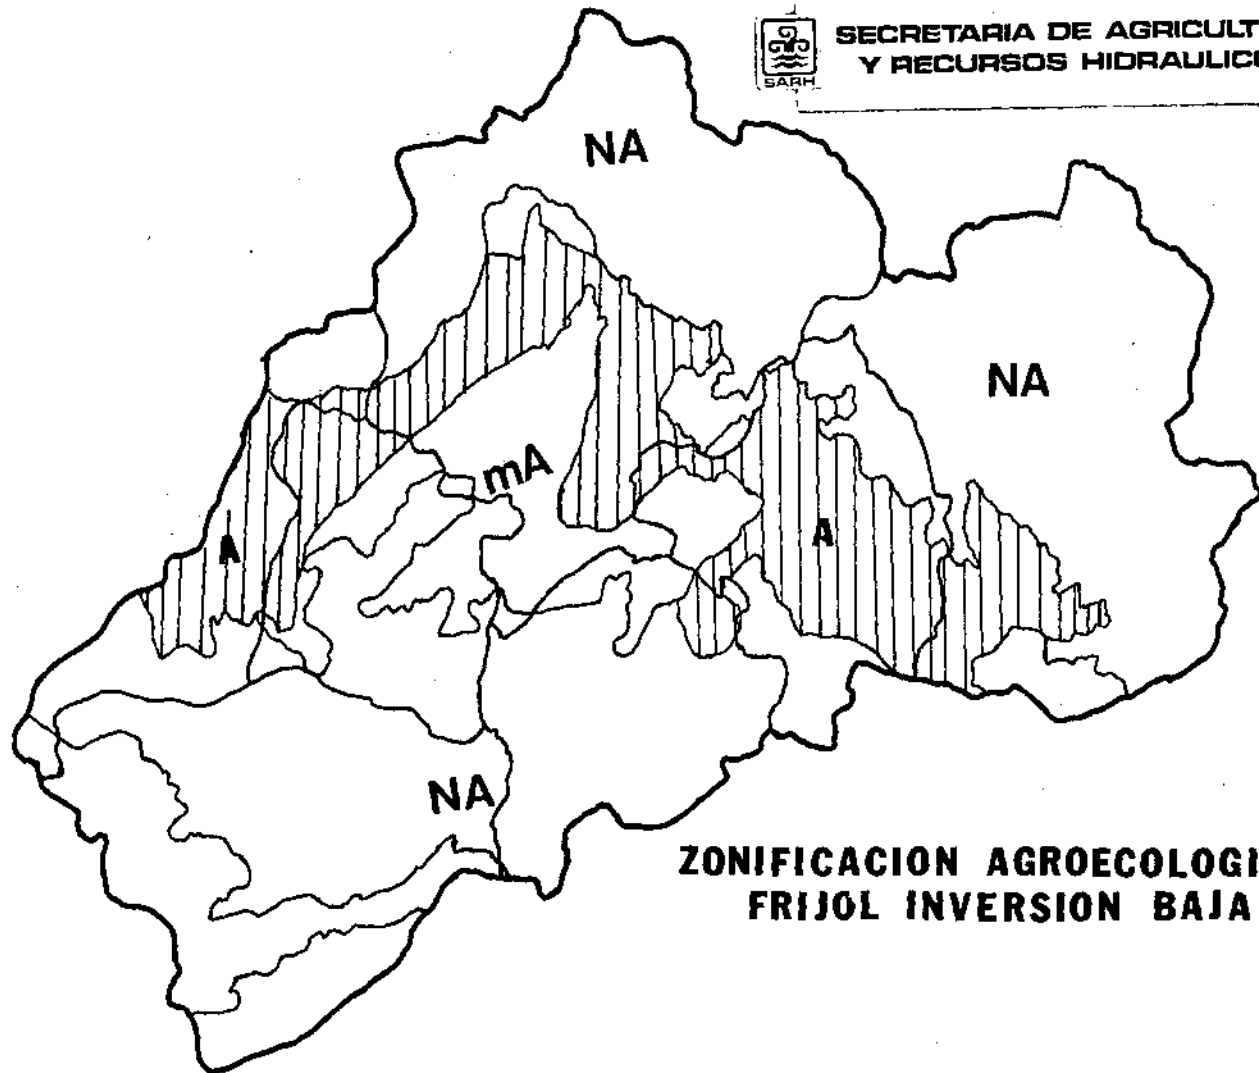 SECRETARIA DE AGRICULT
Y RECURSOS HIDRAULIC
SARH
NA
NA
mA
A
A
NA
ZONIFICACION AGROECOLOGI
FRIJOL INVERSION BAJA